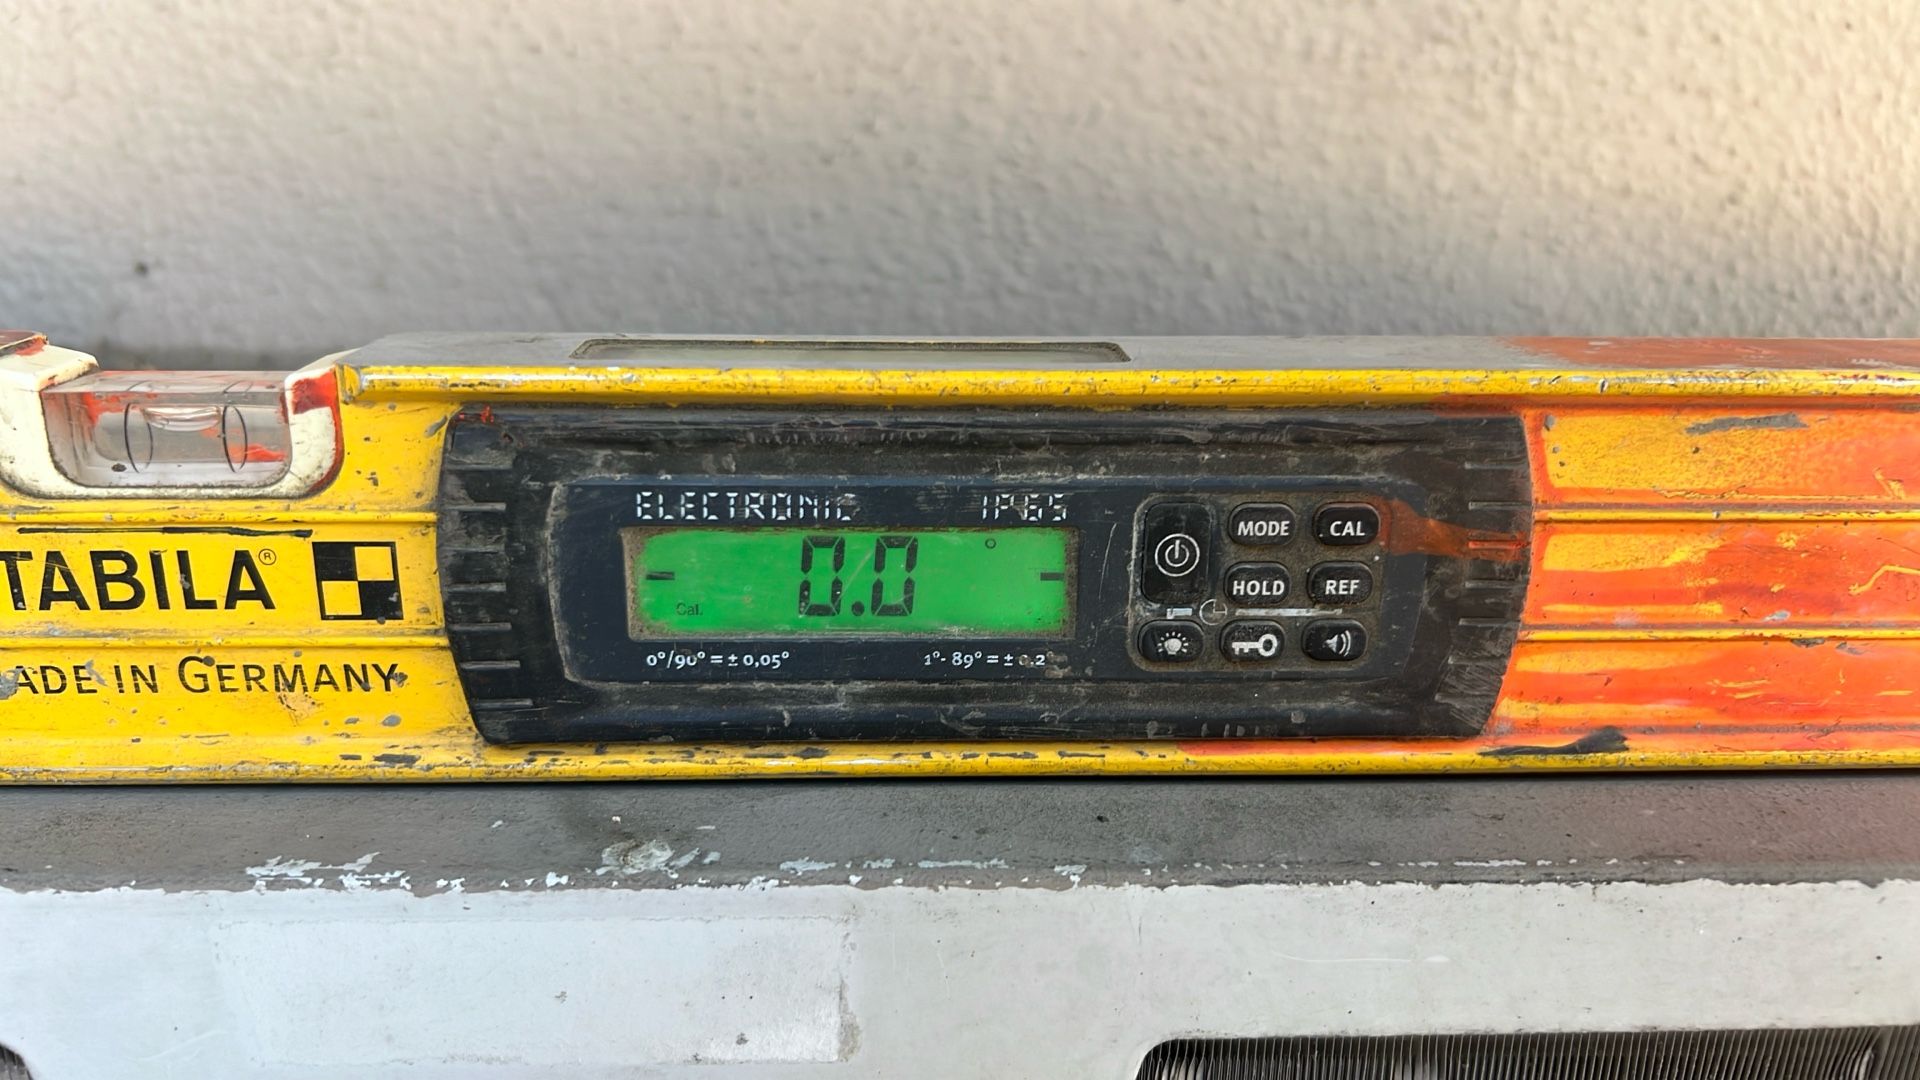 ELECTRONIC IP65
MODE CAL
0.0°
TABILA®
HOLD REF
Cal.
0°/90° = ± 0,05° 1°- 89° = ± 0.2°
ADE IN GERMANY